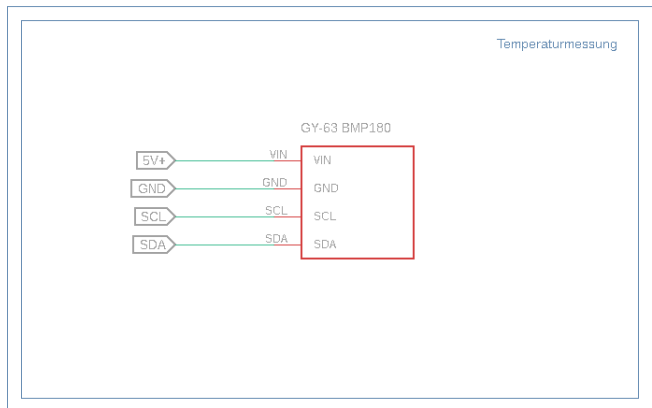 Temperaturmessung
GY-63 BMP180
5V+ VIN VIN
GND GND GND
SCL SCL SCL
SDA SDA SDA